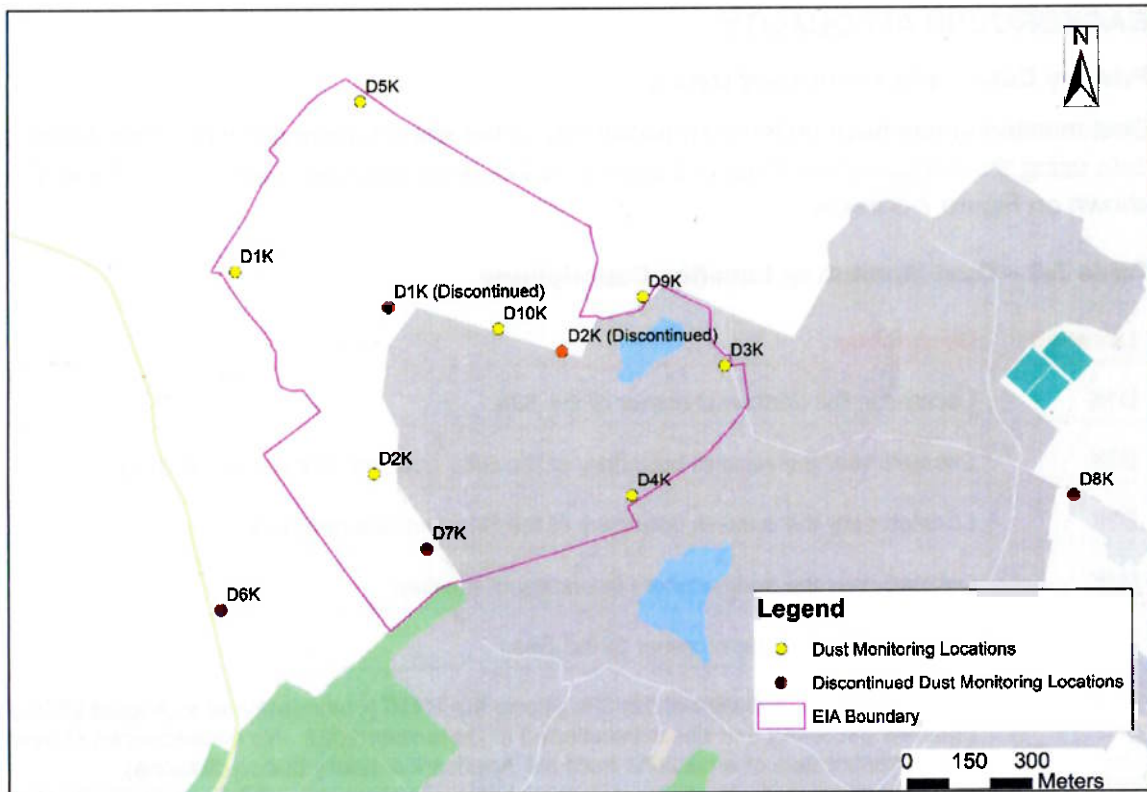 N
D5K
D1K
D1K (Discontinued)
D9K
D10K
D2K (Discontinued)
D3K
D2K
D4K
D8K
D7K
D6K
Legend
Dust Monitoring Locations
Discontinued Dust Monitoring Locations
EIA Boundary
0 150 300
Meters